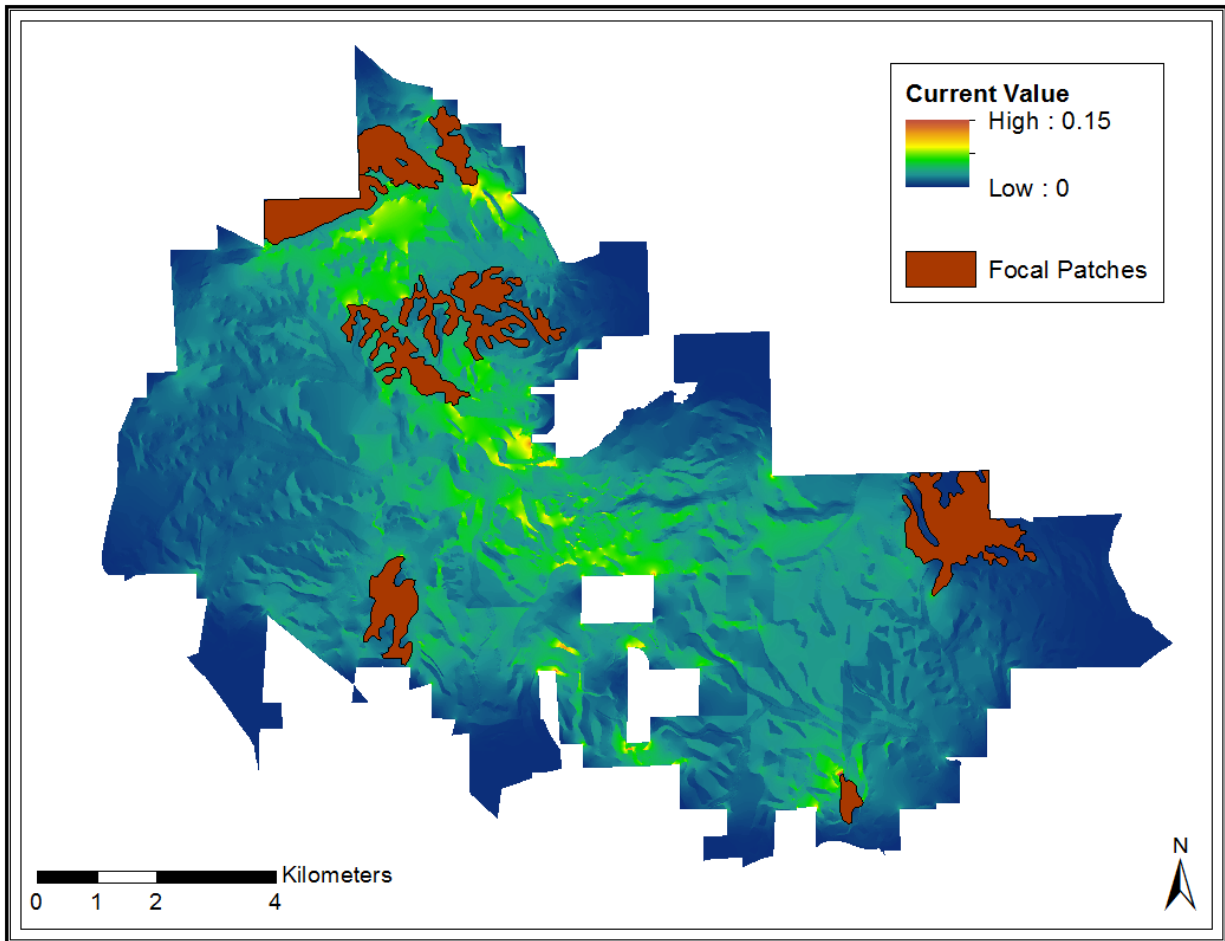 Current Value
High : 0.15
Low : 0
Focal Patches
N
Kilometers
0 1 2 4